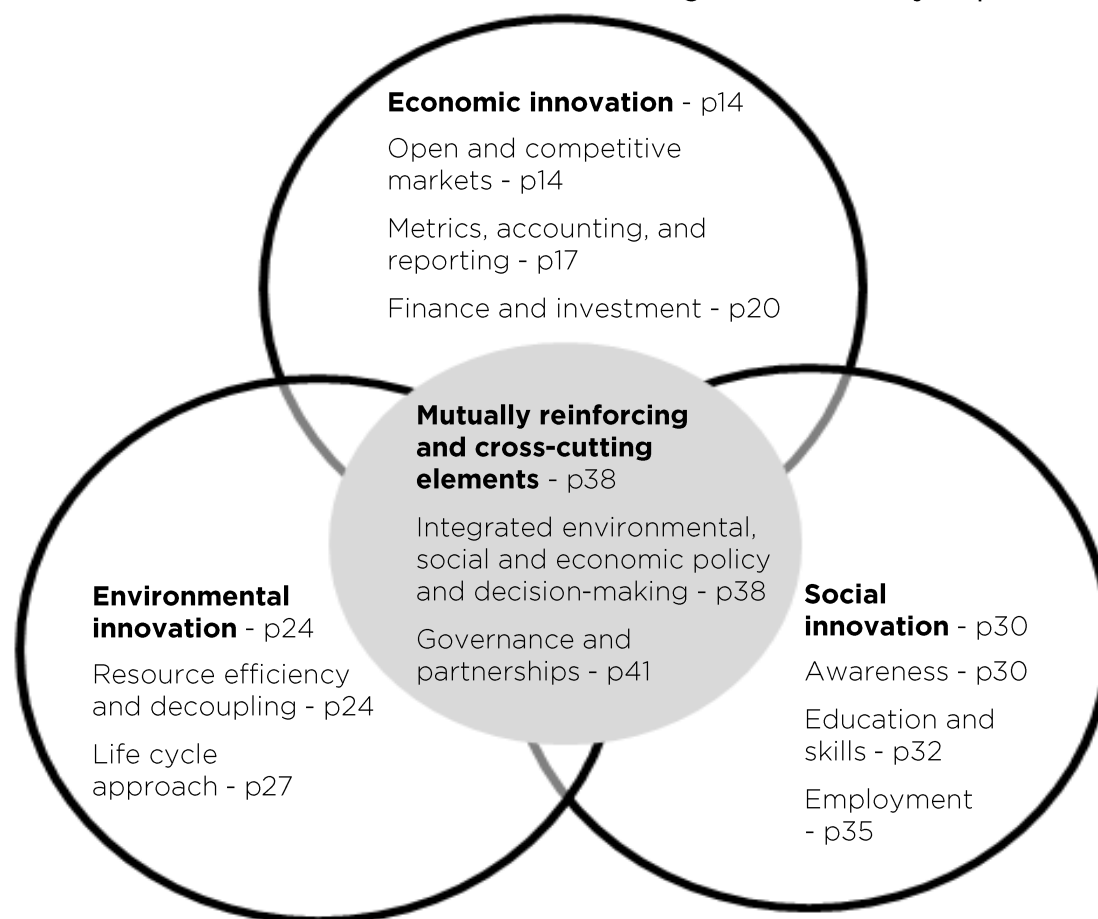 Economic innovation - p14
Open and competitive
markets - p14
Metrics, accounting, and
reporting - p17
Finance and investment - p20
Mutually reinforcing
and cross-cutting
elements - p38
Integrated environmental,
social and economic policy
and decision-making - p38
Governance and
partnerships - p41
Environmental
innovation - p24
Resource efficiency
and decoupling - p24
Life cycle
approach - p27
Social
innovation - p30
Awareness - p30
Education and
skills - p32
Employment
- p35